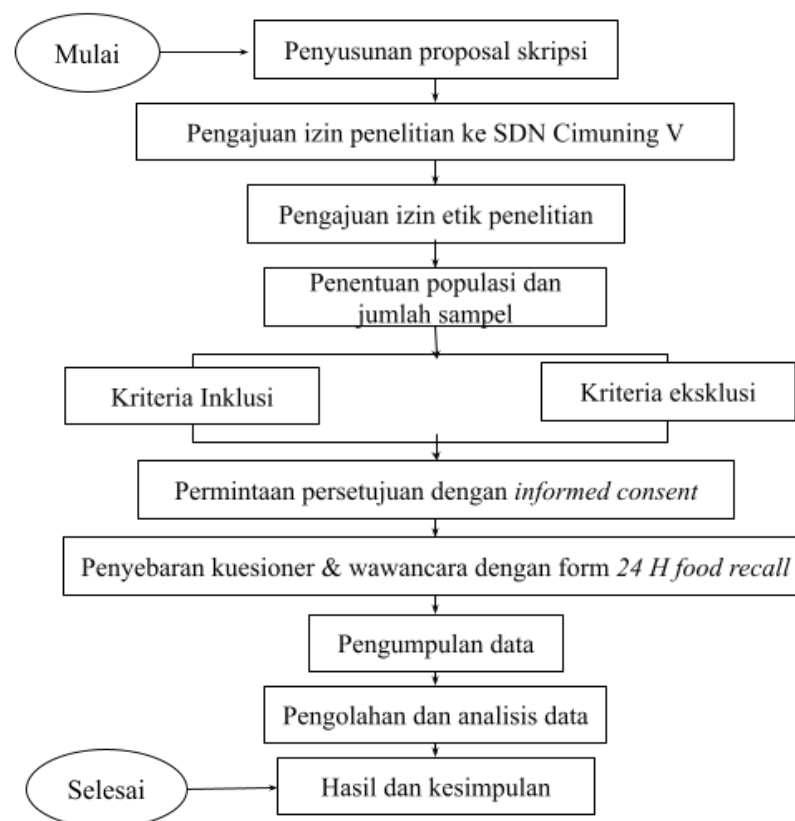 Mulai
Penyusunan proposal skripsi
Pengajuan izin penelitian ke SDN Cimuning V
Pengajuan izin etik penelitian
Penentuan populasi dan
jumlah sampel
Kriteria Inklusi
Kriteria eksklusi
Permintaan persetujuan dengan informed consent
Penyebaran kuesioner & wawancara dengan form 24 H food recall
Pengumpulan data
Pengolahan dan analisis data
Selesai
Hasil dan kesimpulan